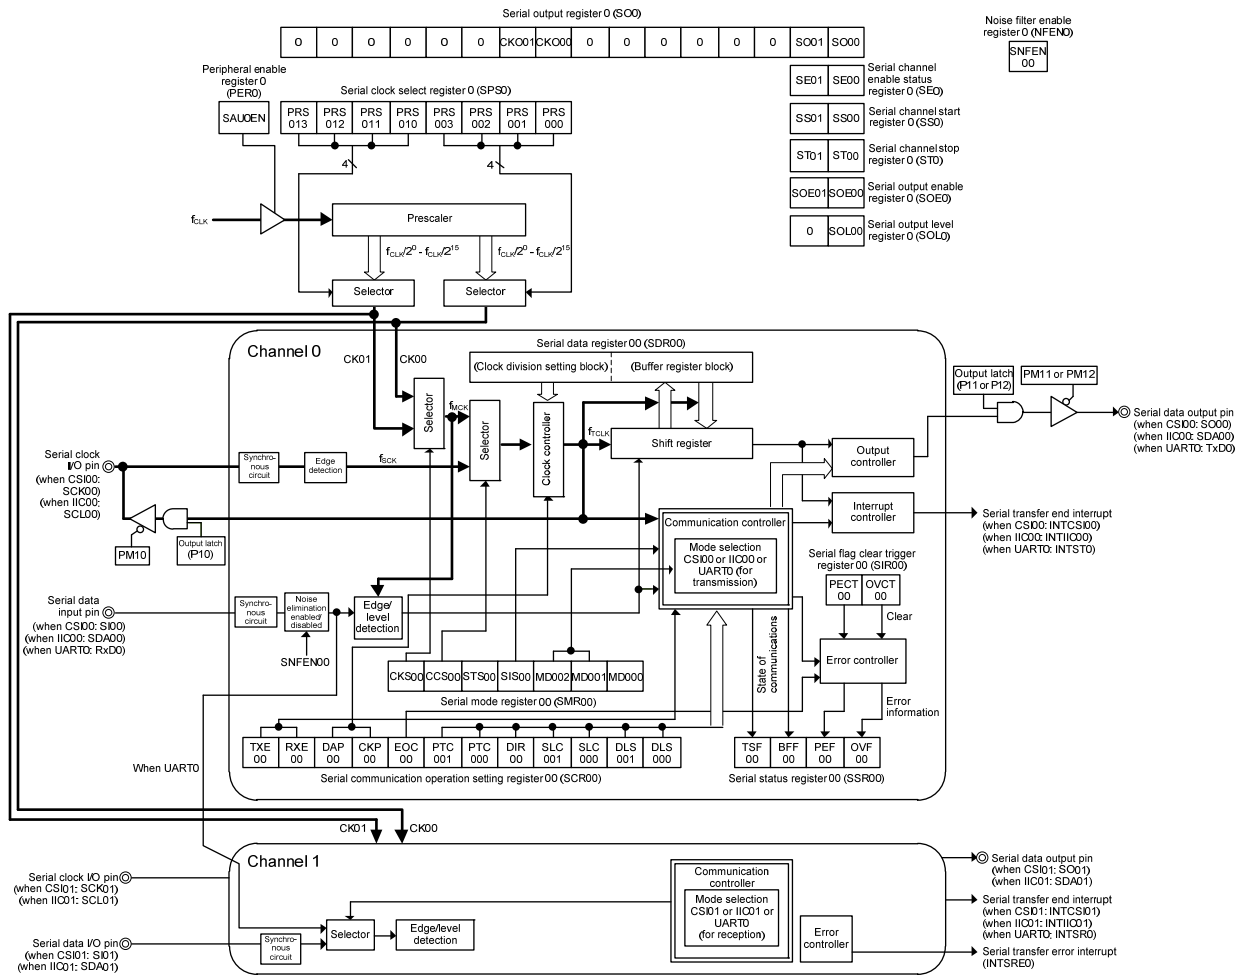 Serial output register 0 (SO0)
0 0 0 0 0 0 CKO01 CKO00 0 0 0 0 0 0 SO01 SO00
Noise filter enable
register 0 (NFEN0)
SNFEN
00
Peripheral enable
register 0
(PER0)
SAU0EN
Serial clock select register 0 (SPS0)
PRS PRS PRS PRS PRS PRS PRS PRS
013 012 011 010 003 002 001 000
4
4
SE01 SE00
Serial channel
enable status
register 0 (SE0)
SS01 SS00
Serial channel start
register 0 (SS0)
ST01 ST00
Serial channel stop
register 0 (ST0)
SOE01 SOE00
Serial output enable
register 0 (SOE0)
0 SOL00
Serial output level
register 0 (SOL0)
fCLK
Prescaler
fCLK/2⁰ - fCLK/2¹⁵
fCLK/2⁰ - fCLK/2¹⁵
Selector
Selector
Channel 0
CK01
CK00
Serial data register 00 (SDR00)
(Clock division setting block)
(Buffer register block)
Selector
fMCK
Selector
Clock controller
fTCLK
Shift register
Output
controller
Output latch
(P11 or P12)
PM11 or PM12
Serial data output pin
(when CSI00: SO00)
(when IIC00: SDA00)
(when UART0: TxD0)
Serial clock
I/O pin
(when CSI00:
SCK00)
(when IIC00:
SCL00)
Synchro-
nous
circuit
Edge
detection
fSCK
PM10
Output latch
(P10)
Communication controller
Mode selection
CSI00 or IIC00 or
UART0 (for
transmission)
Interrupt
controller
Serial transfer end interrupt
(when CSI00: INTCSI00)
(when IIC00: INTIIC00)
(when UART0: INTST0)
Serial flag clear trigger
register 00 (SIR00)
PECT OVCT
00 00
Clear
Serial data
input pin
(when CSI00: SI00)
(when IIC00: SDA00)
(when UART0: RxD0)
Synchro-
nous
circuit
Noise
elimination
enabled/
disabled
SNFEN00
Edge/
level
detection
CKS00 CCS00 STS00 SIS00 MD002 MD001 MD000
Serial mode register 00 (SMR00)
State of
communications
Error controller
Error
information
TXE RXE DAP CKP EOC PTC PTC DIR SLC SLC DLS DLS
00 00 00 00 00 001 000 00 001 000 001 000
Serial communication operation setting register 00 (SCR00)
TSF BFF PEF OVF
00 00 00 00
Serial status register 00 (SSR00)
When UART0
CK01
CK00
Channel 1
Serial clock I/O pin
(when CSI01: SCK01)
(when IIC01: SCL01)
Serial data I/O pin
(when CSI01: SI01)
(when IIC01: SDA01)
Synchro-
nous
circuit
Selector
Edge/level
detection
Communication
controller
Mode selection
CSI01 or IIC01 or
UART0
(for reception)
Error
controller
Serial data output pin
(when CSI01: SO01)
(when IIC01: SDA01)
Serial transfer end interrupt
(when CSI01: INTCSI01)
(when IIC01: INTIIC01)
(when UART0: INTSR0)
Serial transfer error interrupt
(INTSRE0)